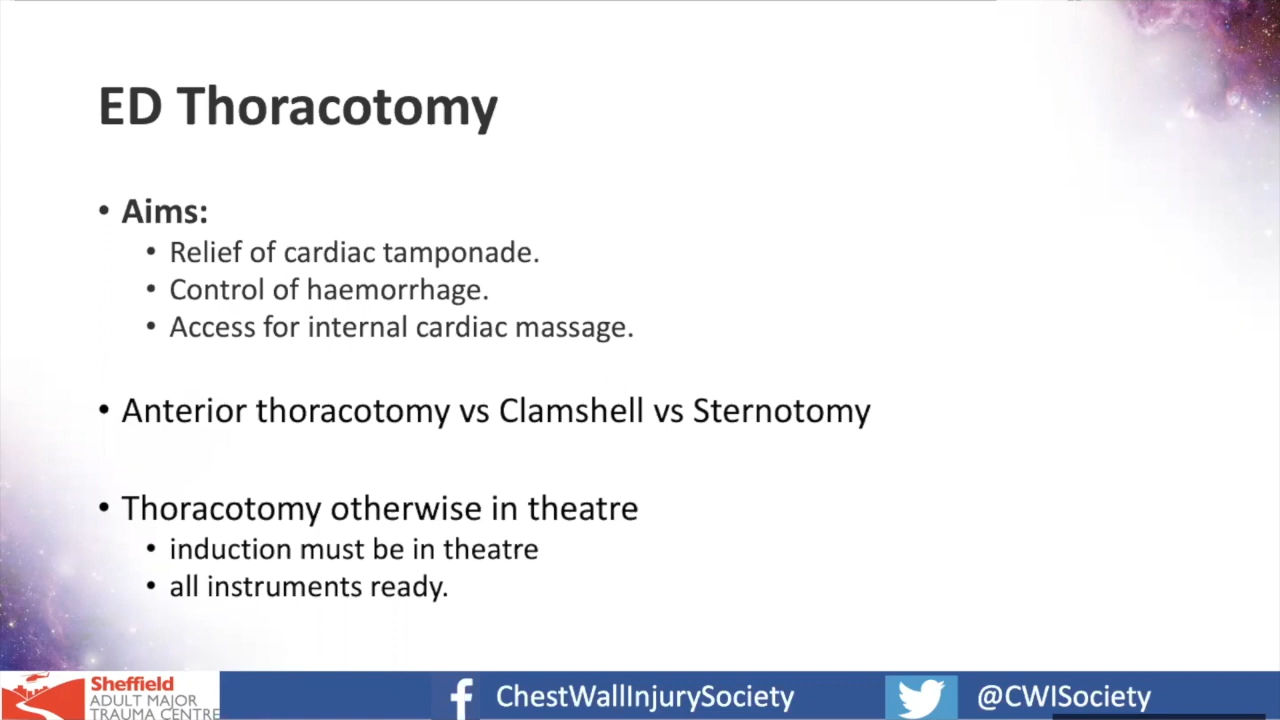 ED Thoracotomy
• Aims:
• Relief of cardiac tamponade.
• Control of haemorrhage.
• Access for internal cardiac massage.
• Anterior thoracotomy vs Clamshell vs Sternotomy
• Thoracotomy otherwise in theatre
• induction must be in theatre
• all instruments ready.
Sheffield
ADULT MAJOR
TRAUMA CENTRE
ChestWallInjurySociety
@CWISociety